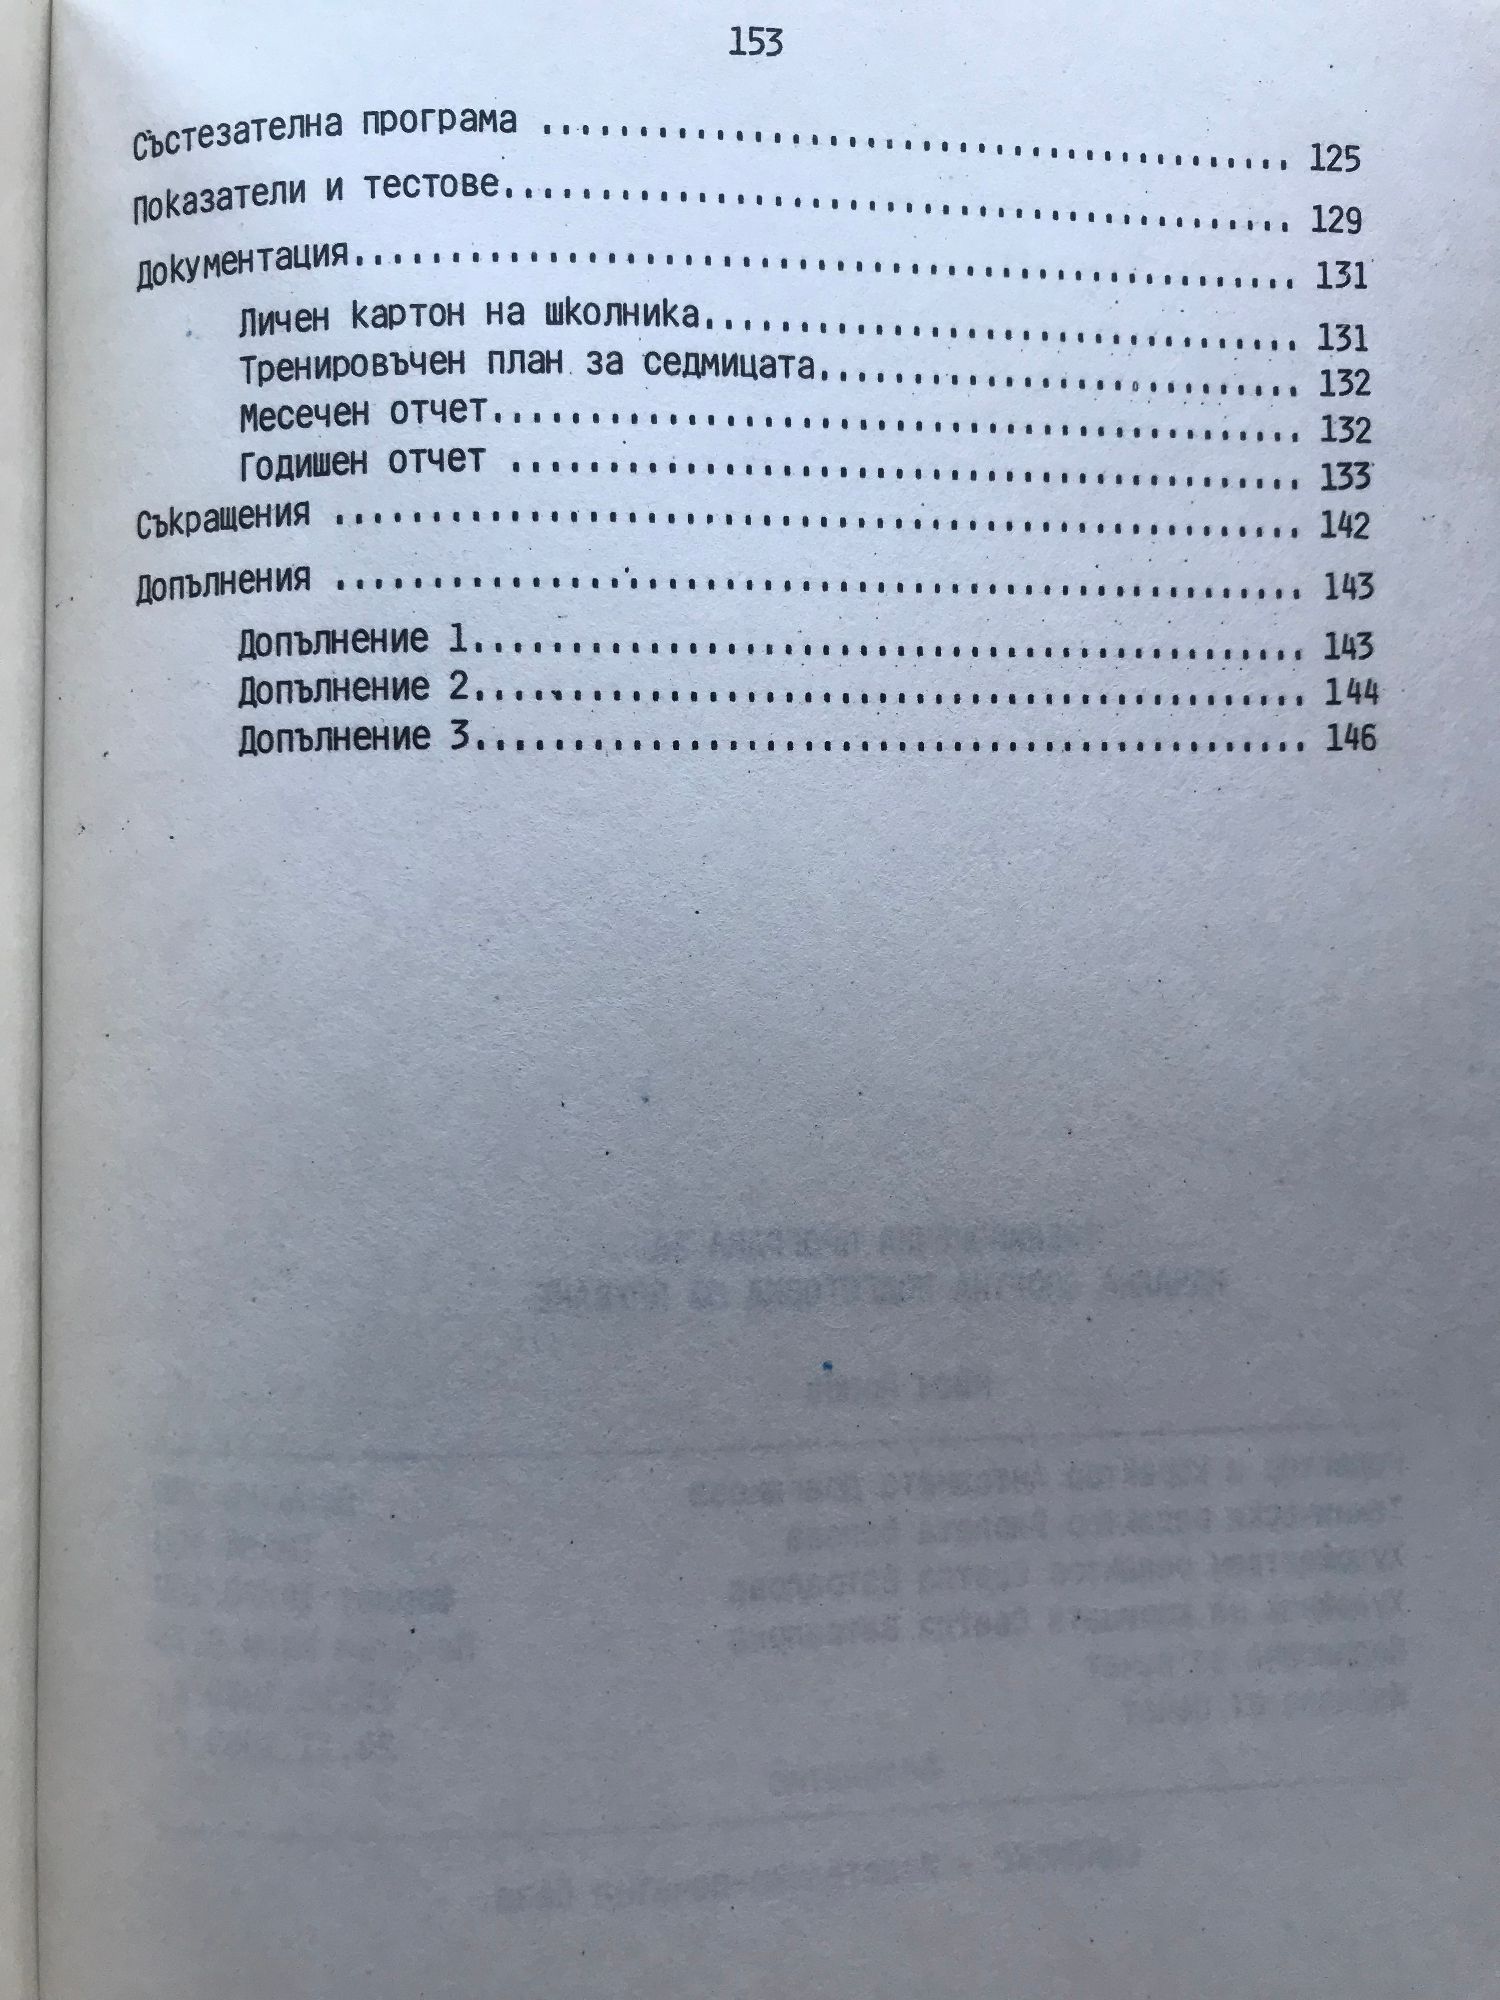 153
Състезателна програма ........................................ 125
Показатели и тестове.......................................... 129
Документация.................................................. 131
Личен картон на школника............................... 131
Тренировъчен план за седмицата......................... 132
Месечен отчет.......................................... 132
Годишен отчет ......................................... 133
Съкращения ................................................... 142
Допълнения ................................................... 143
Допълнение 1........................................... 143
Допълнение 2........................................... 144
Допълнение 3........................................... 146